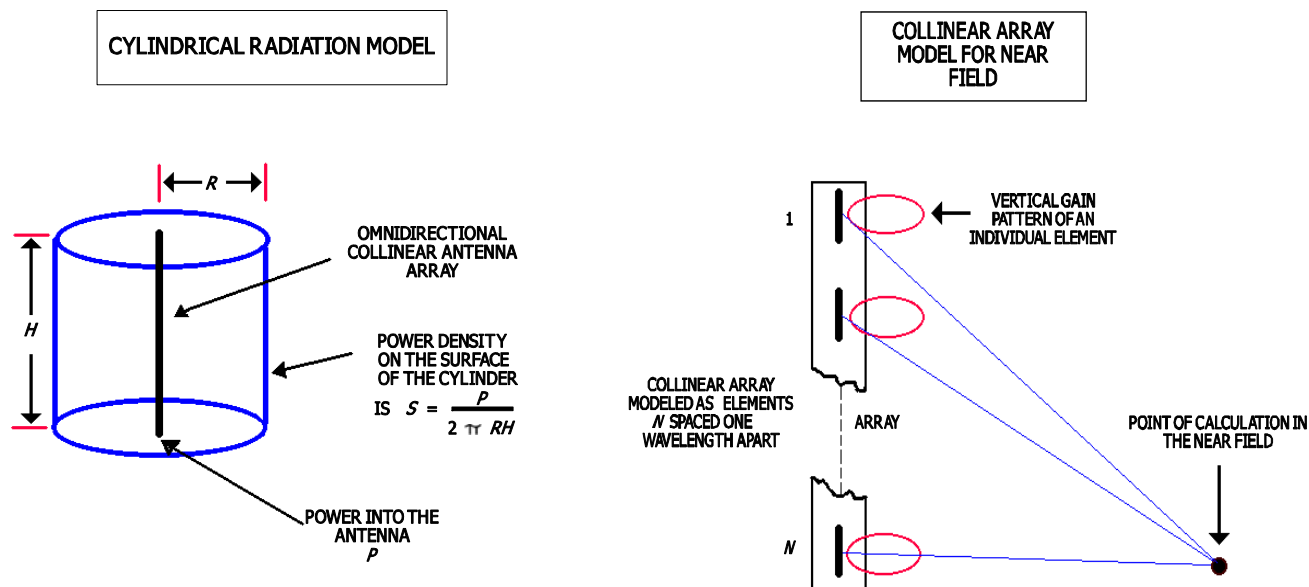 CYLINDRICAL RADIATION MODEL
R
H
OMNIDIRECTIONAL
COLLINEAR ANTENNA
ARRAY
POWER DENSITY
ON THE SURFACE
OF THE CYLINDER
IS S = P
2 π RH
POWER INTO THE
ANTENNA
P
COLLINEAR ARRAY
MODEL FOR NEAR
FIELD
1
VERTICAL GAIN
PATTERN OF AN
INDIVIDUAL ELEMENT
COLLINEAR ARRAY
MODELED AS ELEMENTS
N SPACED ONE
WAVELENGTH APART
ARRAY
POINT OF CALCULATION IN
THE NEAR FIELD
N